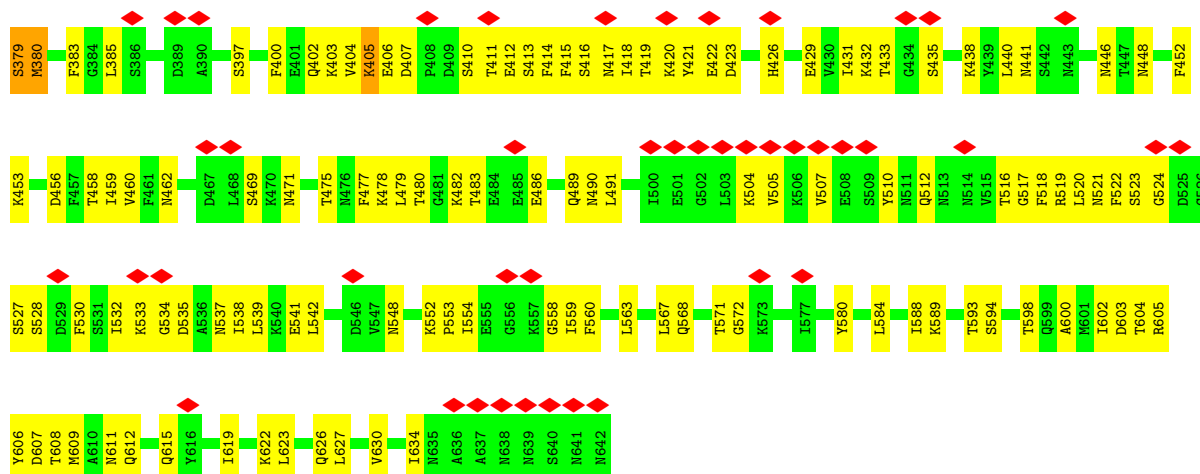 S379 M380 F383 G384 L385 S386 D389 A390 S397 F400 E401 Q402 K403 V404 K405 E406 D407 P408 D409 S410 T411 E412 S413 F414 F415 S416 N417 I418 T419 K420 Y421 E422 D423 H426 E429 V430 I431 K432 T433 G434 S435 K438 Y439 L440 N441 S442 N443 N446 T447 N448 F452
K453 D456 F457 T458 I459 V460 F461 N462 D467 L468 S469 K470 N471 T475 N476 F477 K478 L479 T480 G481 K482 T483 E484 E485 E486 Q489 N490 L491 I500 E501 G502 L503 K504 V505 K506 V507 E508 S509 Y510 N511 Q512 N513 N514 V515 T516 G517 F518 R519 L520 N521 F522 S523 G524 D525
S527 S528 D529 F530 S531 I532 K533 G534 D535 A536 N537 I538 L539 K540 E541 L542 D546 V547 N548 K552 P553 I554 E555 G556 K557 G558 I559 F560 L563 L567 Q568 T571 G572 K573 I577 Y580 L584 I588 K589 T593 S594 T598 Q599 A600 M601 I602 D603 T604 R605
Y606 D607 T608 M609 A610 N611 Q612 Q615 Y616 I619 K622 L623 Q626 L627 V630 I634 N635 A636 A637 N638 N639 S640 N641 N642